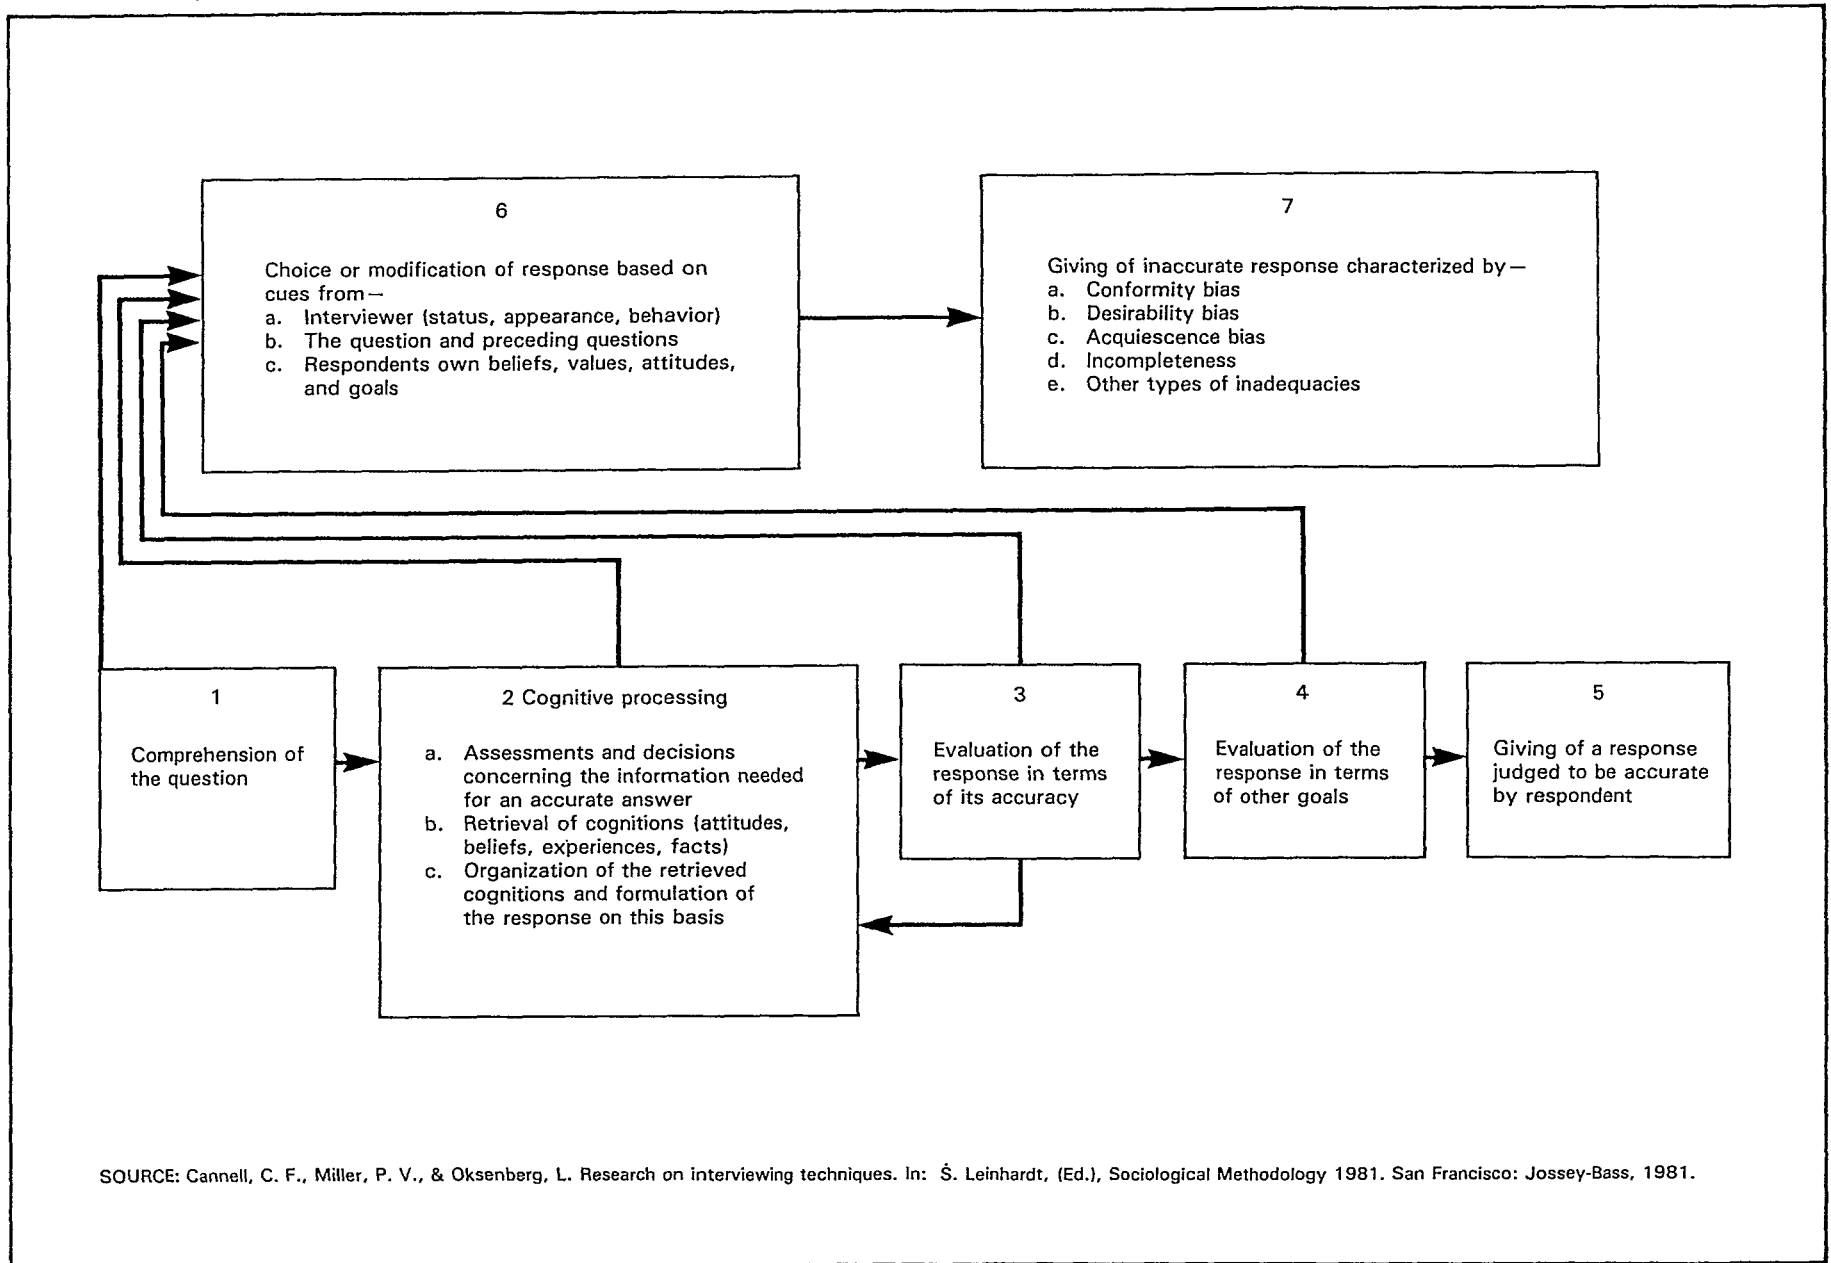 6
Choice or modification of response based on
cues from—
a. Interviewer (status, appearance, behavior)
b. The question and preceding questions
c. Respondents own beliefs, values, attitudes,
and goals
7
Giving of inaccurate response characterized by—
a. Conformity bias
b. Desirability bias
c. Acquiescence bias
d. Incompleteness
e. Other types of inadequacies
1
Comprehension of
the question
2 Cognitive processing
a. Assessments and decisions
concerning the information needed
for an accurate answer
b. Retrieval of cognitions (attitudes,
beliefs, experiences, facts)
c. Organization of the retrieved
cognitions and formulation of
the response on this basis
3
Evaluation of the
response in terms
of its accuracy
4
Evaluation of the
response in terms
of other goals
5
Giving of a response
judged to be accurate
by respondent
SOURCE: Cannell, C. F., Miller, P. V., & Oksenberg, L. Research on interviewing techniques. In: S. Leinhardt, (Ed.), Sociological Methodology 1981. San Francisco: Jossey-Bass, 1981.